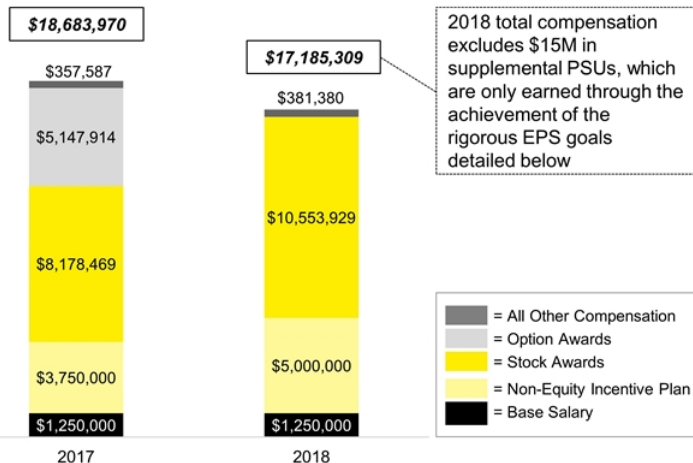 $18,683,970
$357,587
$5,147,914
$8,178,469
$3,750,000
$1,250,000
2017
$17,185,309
$381,380
$10,553,929
$5,000,000
$1,250,000
2018
2018 total compensation
excludes $15M in
supplemental PSUs, which
are only earned through the
achievement of the
rigorous EPS goals
detailed below
= All Other Compensation
= Option Awards
= Stock Awards
= Non-Equity Incentive Plan
= Base Salary